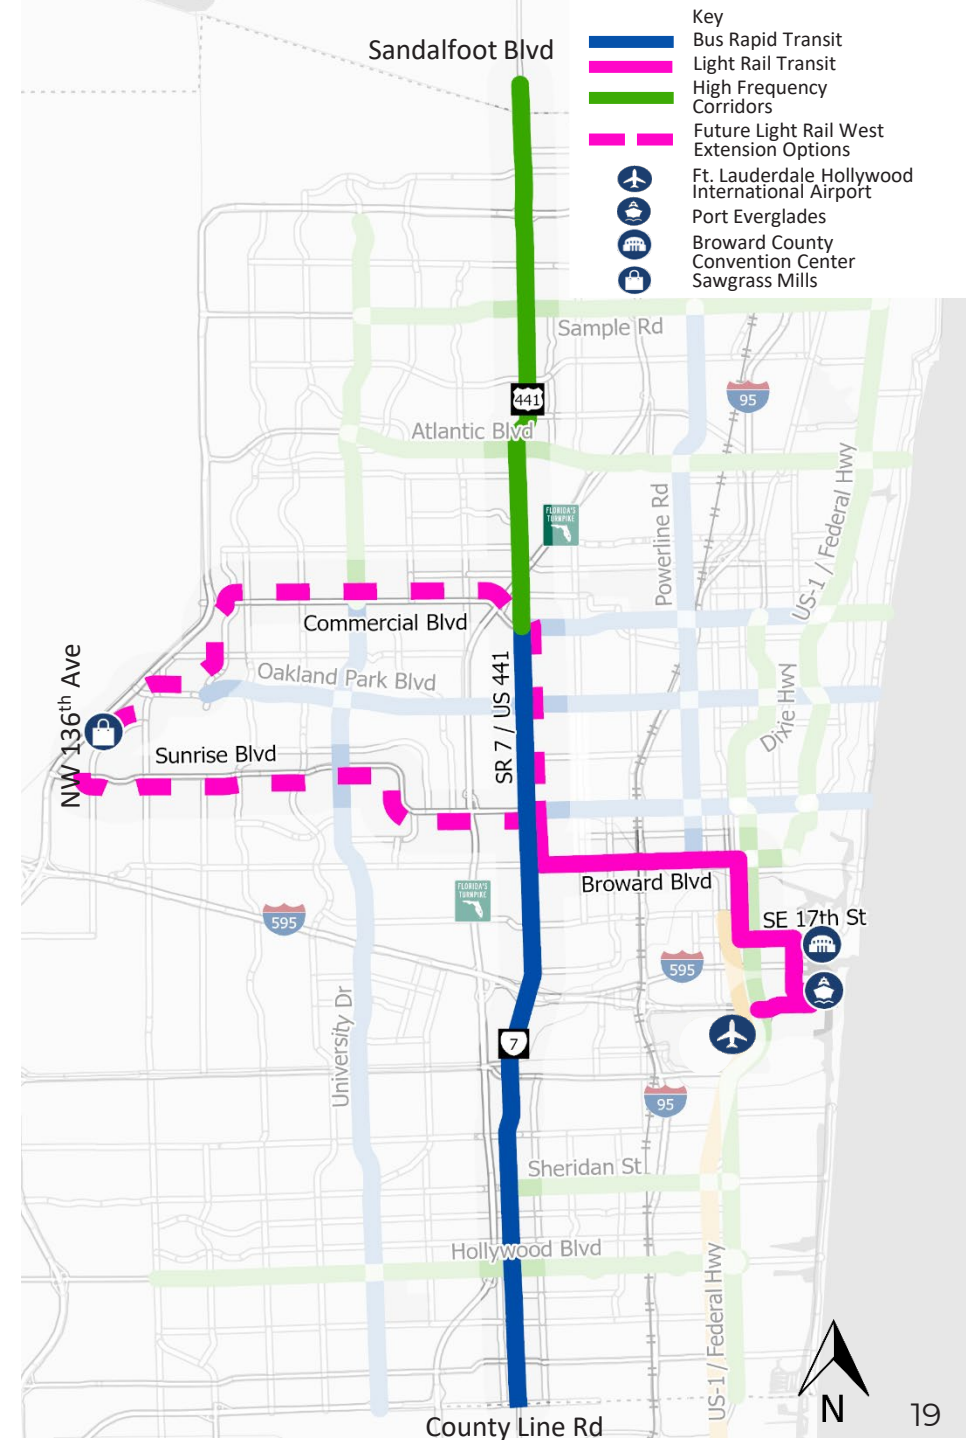 Key
Bus Rapid Transit
Light Rail Transit
High Frequency
Corridors
Future Light Rail West
Extension Options
Ft. Lauderdale Hollywood
International Airport
Port Everglades
Broward County
Convention Center
Sawgrass Mills
Sandalfoot Blvd
Sample Rd
441
95
Atlantic Blvd
FLORIDA'S
TURNPIKE
Powerline Rd
US-1 / Federal Hwy
Commercial Blvd
NW 136th Ave
Oakland Park Blvd
SR 7 / US 441
Dixie Hwy
Sunrise Blvd
Broward Blvd
FLORIDA'S
TURNPIKE
595
SE 17th St
595
University Dr
7
95
Sheridan St
Hollywood Blvd
US-1 / Federal Hwy
N
19
County Line Rd